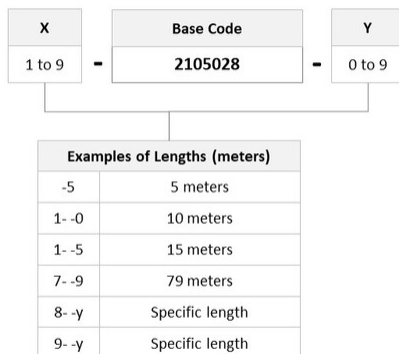 X Base Code Y
1 to 9 - 2105028 - 0 to 9
Examples of Lengths (meters)
-5 5 meters
1- -0 10 meters
1- -5 15 meters
7- -9 79 meters
8- -y Specific length
9- -y Specific length